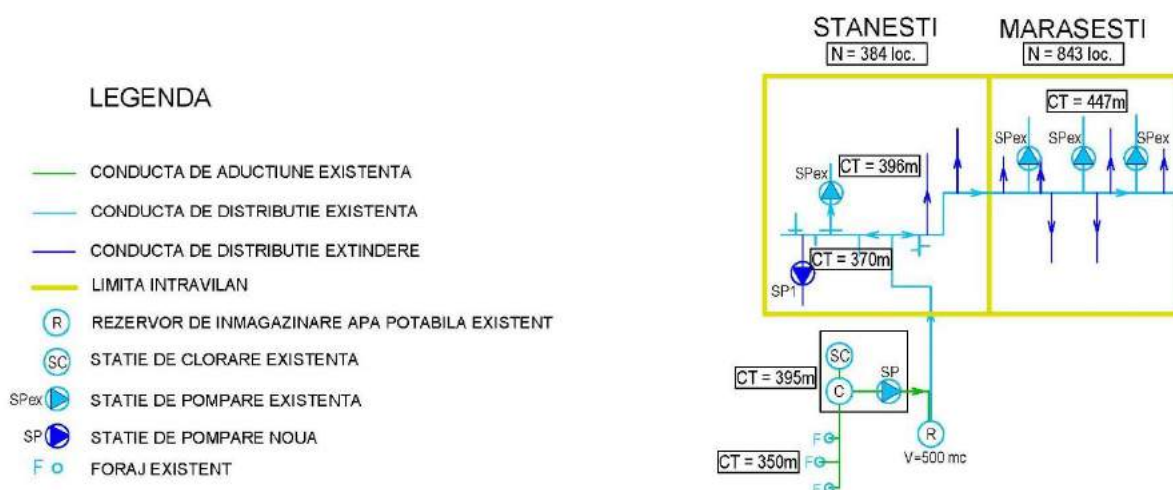 LEGENDA
CONDUCTA DE ADUCTIUNE EXISTENTA
CONDUCTA DE DISTRIBUTIE EXISTENTA
CONDUCTA DE DISTRIBUTIE EXTINDERE
LIMITA INTRAVILAN
R REZERVOR DE INMAGAZINARE APA POTABILA EXISTENT
SC STATIE DE CLORARE EXISTENTA
SPex STATIE DE POMPARE EXISTENTA
SP STATIE DE POMPARE NOUA
F FORAJ EXISTENT
STANESTI
N = 384 loc.
MARASESTI
N = 843 loc.
CT = 447m
SPex SPex SPex
CT = 396m
SPex
CT = 370m
SP1
SC
CT = 395m
C
SP
R
V=500 mc
F
CT = 350m
F
F